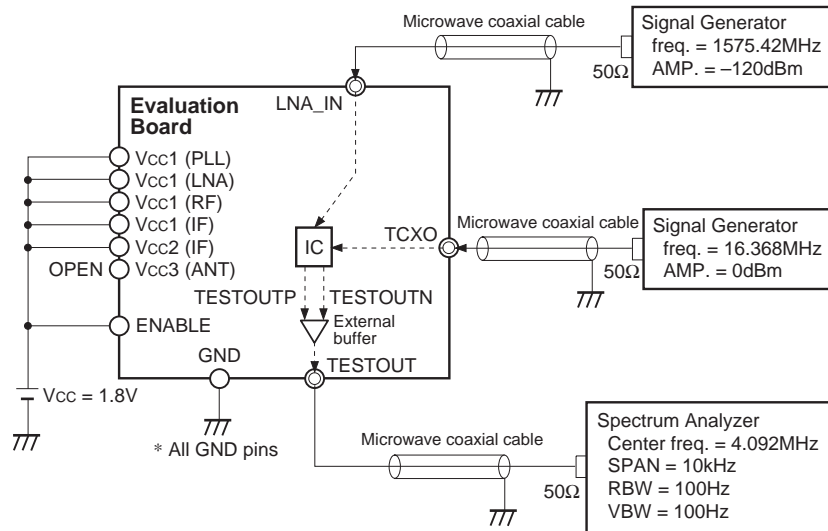 Microwave coaxial cable
Signal Generator
freq. = 1575.42MHz
AMP. = –120dBm
50Ω
LNA_IN
Evaluation
Board
VCC1 (PLL)
VCC1 (LNA)
VCC1 (RF)
VCC1 (IF)
VCC2 (IF)
OPEN
VCC3 (ANT)
ENABLE
IC
TCXO
Microwave coaxial cable
Signal Generator
freq. = 16.368MHz
AMP. = 0dBm
50Ω
TESTOUTP
TESTOUTN
External
buffer
GND
TESTOUT
VCC = 1.8V
* All GND pins
Microwave coaxial cable
50Ω
Spectrum Analyzer
Center freq. = 4.092MHz
SPAN = 10kHz
RBW = 100Hz
VBW = 100Hz